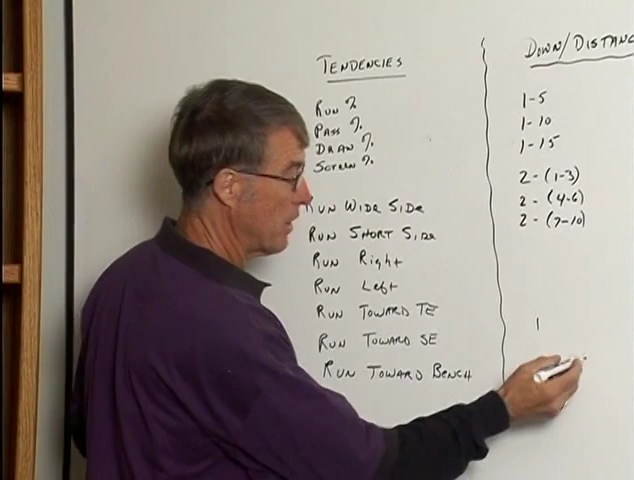 TENDENCIES
RUN %
PASS %
DRAW %
SCREEN %
RUN WIDE SIDE
RUN SHORT SIDE
RUN Right
RUN Left
RUN TOWARD TE
RUN TOWARD SE
RUN TOWARD BENCH
DOWN/DISTANC
1-5
1-10
1-15
2-(1-3)
2-(4-6)
2-(7-10)
1